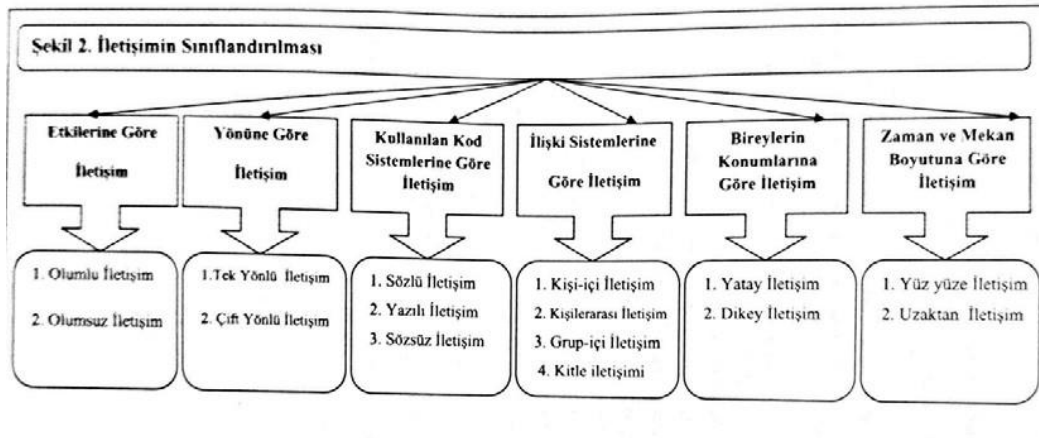 Şekil 2. İletişimin Sınıflandırılması
Etkilerine Göre
İletişim
Yönüne Göre
İletişim
Kullanılan Kod
Sistemlerine Göre
İletişim
İlişki Sistemlerine
Göre İletişim
Bireylerin
Konumlarına
Göre İletişim
Zaman ve Mekan
Boyutuna Göre
İletişim
1. Olumlu İletişim
2. Olumsuz İletişim
1.Tek Yönlü İletişim
2. Çift Yönlü İletişim
1. Sözlü İletişim
2. Yazılı İletişim
3. Sözsüz İletişim
1. Kişi-içi İletişim
2. Kişilerarası İletişim
3. Grup-içi İletişim
4. Kitle iletişimi
1. Yatay İletişim
2. Dikey İletişim
1. Yüz yüze İletişim
2. Uzaktan İletişim